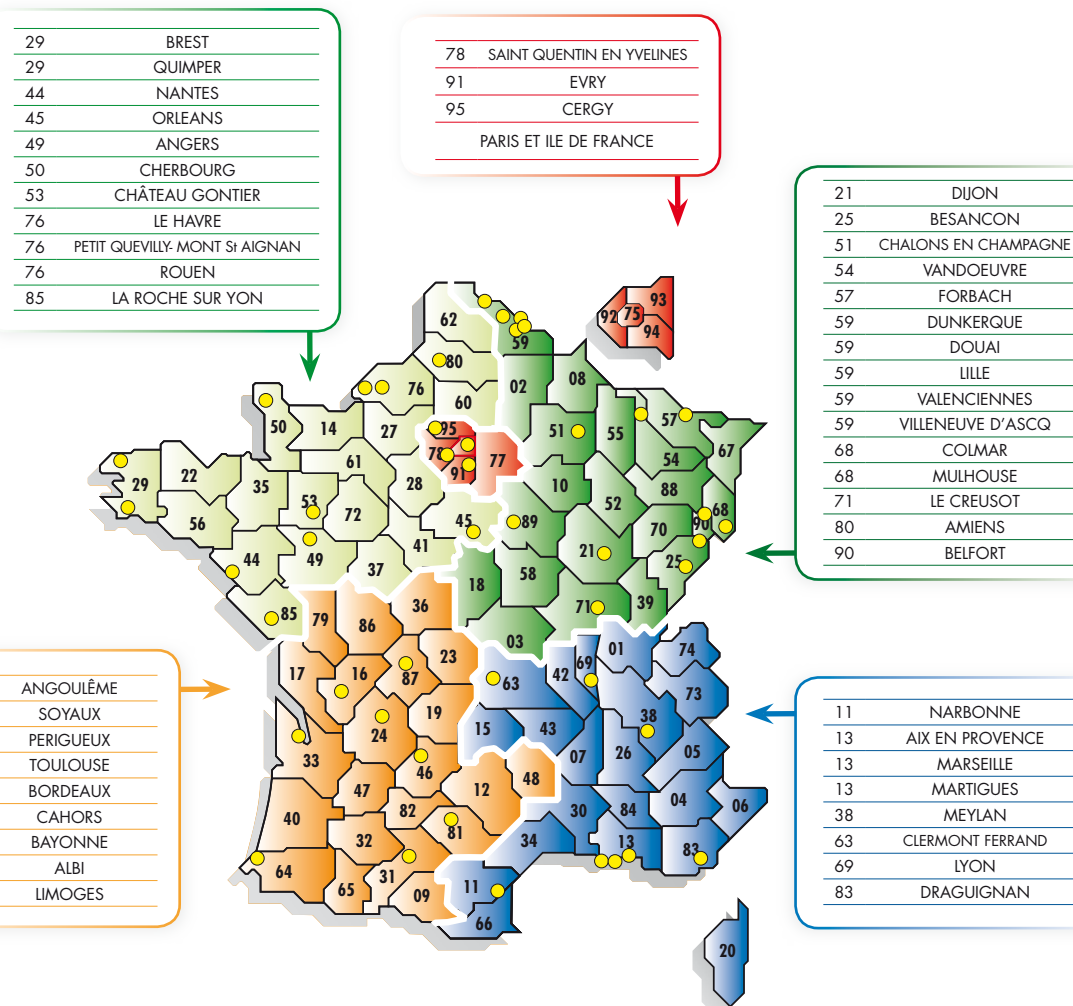 29 BREST
29 QUIMPER
44 NANTES
45 ORLEANS
49 ANGERS
50 CHERBOURG
53 CHÂTEAU GONTIER
76 LE HAVRE
76 PETIT QUEVILLY- MONT St AIGNAN
76 ROUEN
85 LA ROCHE SUR YON
78 SAINT QUENTIN EN YVELINES
91 EVRY
95 CERGY
PARIS ET ILE DE FRANCE
21 DIJON
25 BESANCON
51 CHALONS EN CHAMPAGNE
54 VANDOEUVRE
57 FORBACH
59 DUNKERQUE
59 DOUAI
59 LILLE
59 VALENCIENNES
59 VILLENEUVE D'ASCQ
68 COLMAR
68 MULHOUSE
71 LE CREUSOT
80 AMIENS
90 BELFORT
ANGOULÊME
SOYAUX
PERIGUEUX
TOULOUSE
BORDEAUX
CAHORS
BAYONNE
ALBI
LIMOGES
11 NARBONNE
13 AIX EN PROVENCE
13 MARSEILLE
13 MARTIGUES
38 MEYLAN
63 CLERMONT FERRAND
69 LYON
83 DRAGUIGNAN
93
92 75
94
62
59
80
02 08
76
60
50 14 27 95 51 55 57
78 77 54 67
91
61
29 22 35 28 10 88
53 72 52 68
56 45 89 70 90
41
44 49 21 25
37 18 58
85 79 86 36 71 39
03
17 16 87 23 63 42 69 01 74
73
19 15 43 38
24 26 05
33 46 07
47 12 48
40 82 30 84 04 06
32 81 34 13 83
64 65 31 09 11
66
20